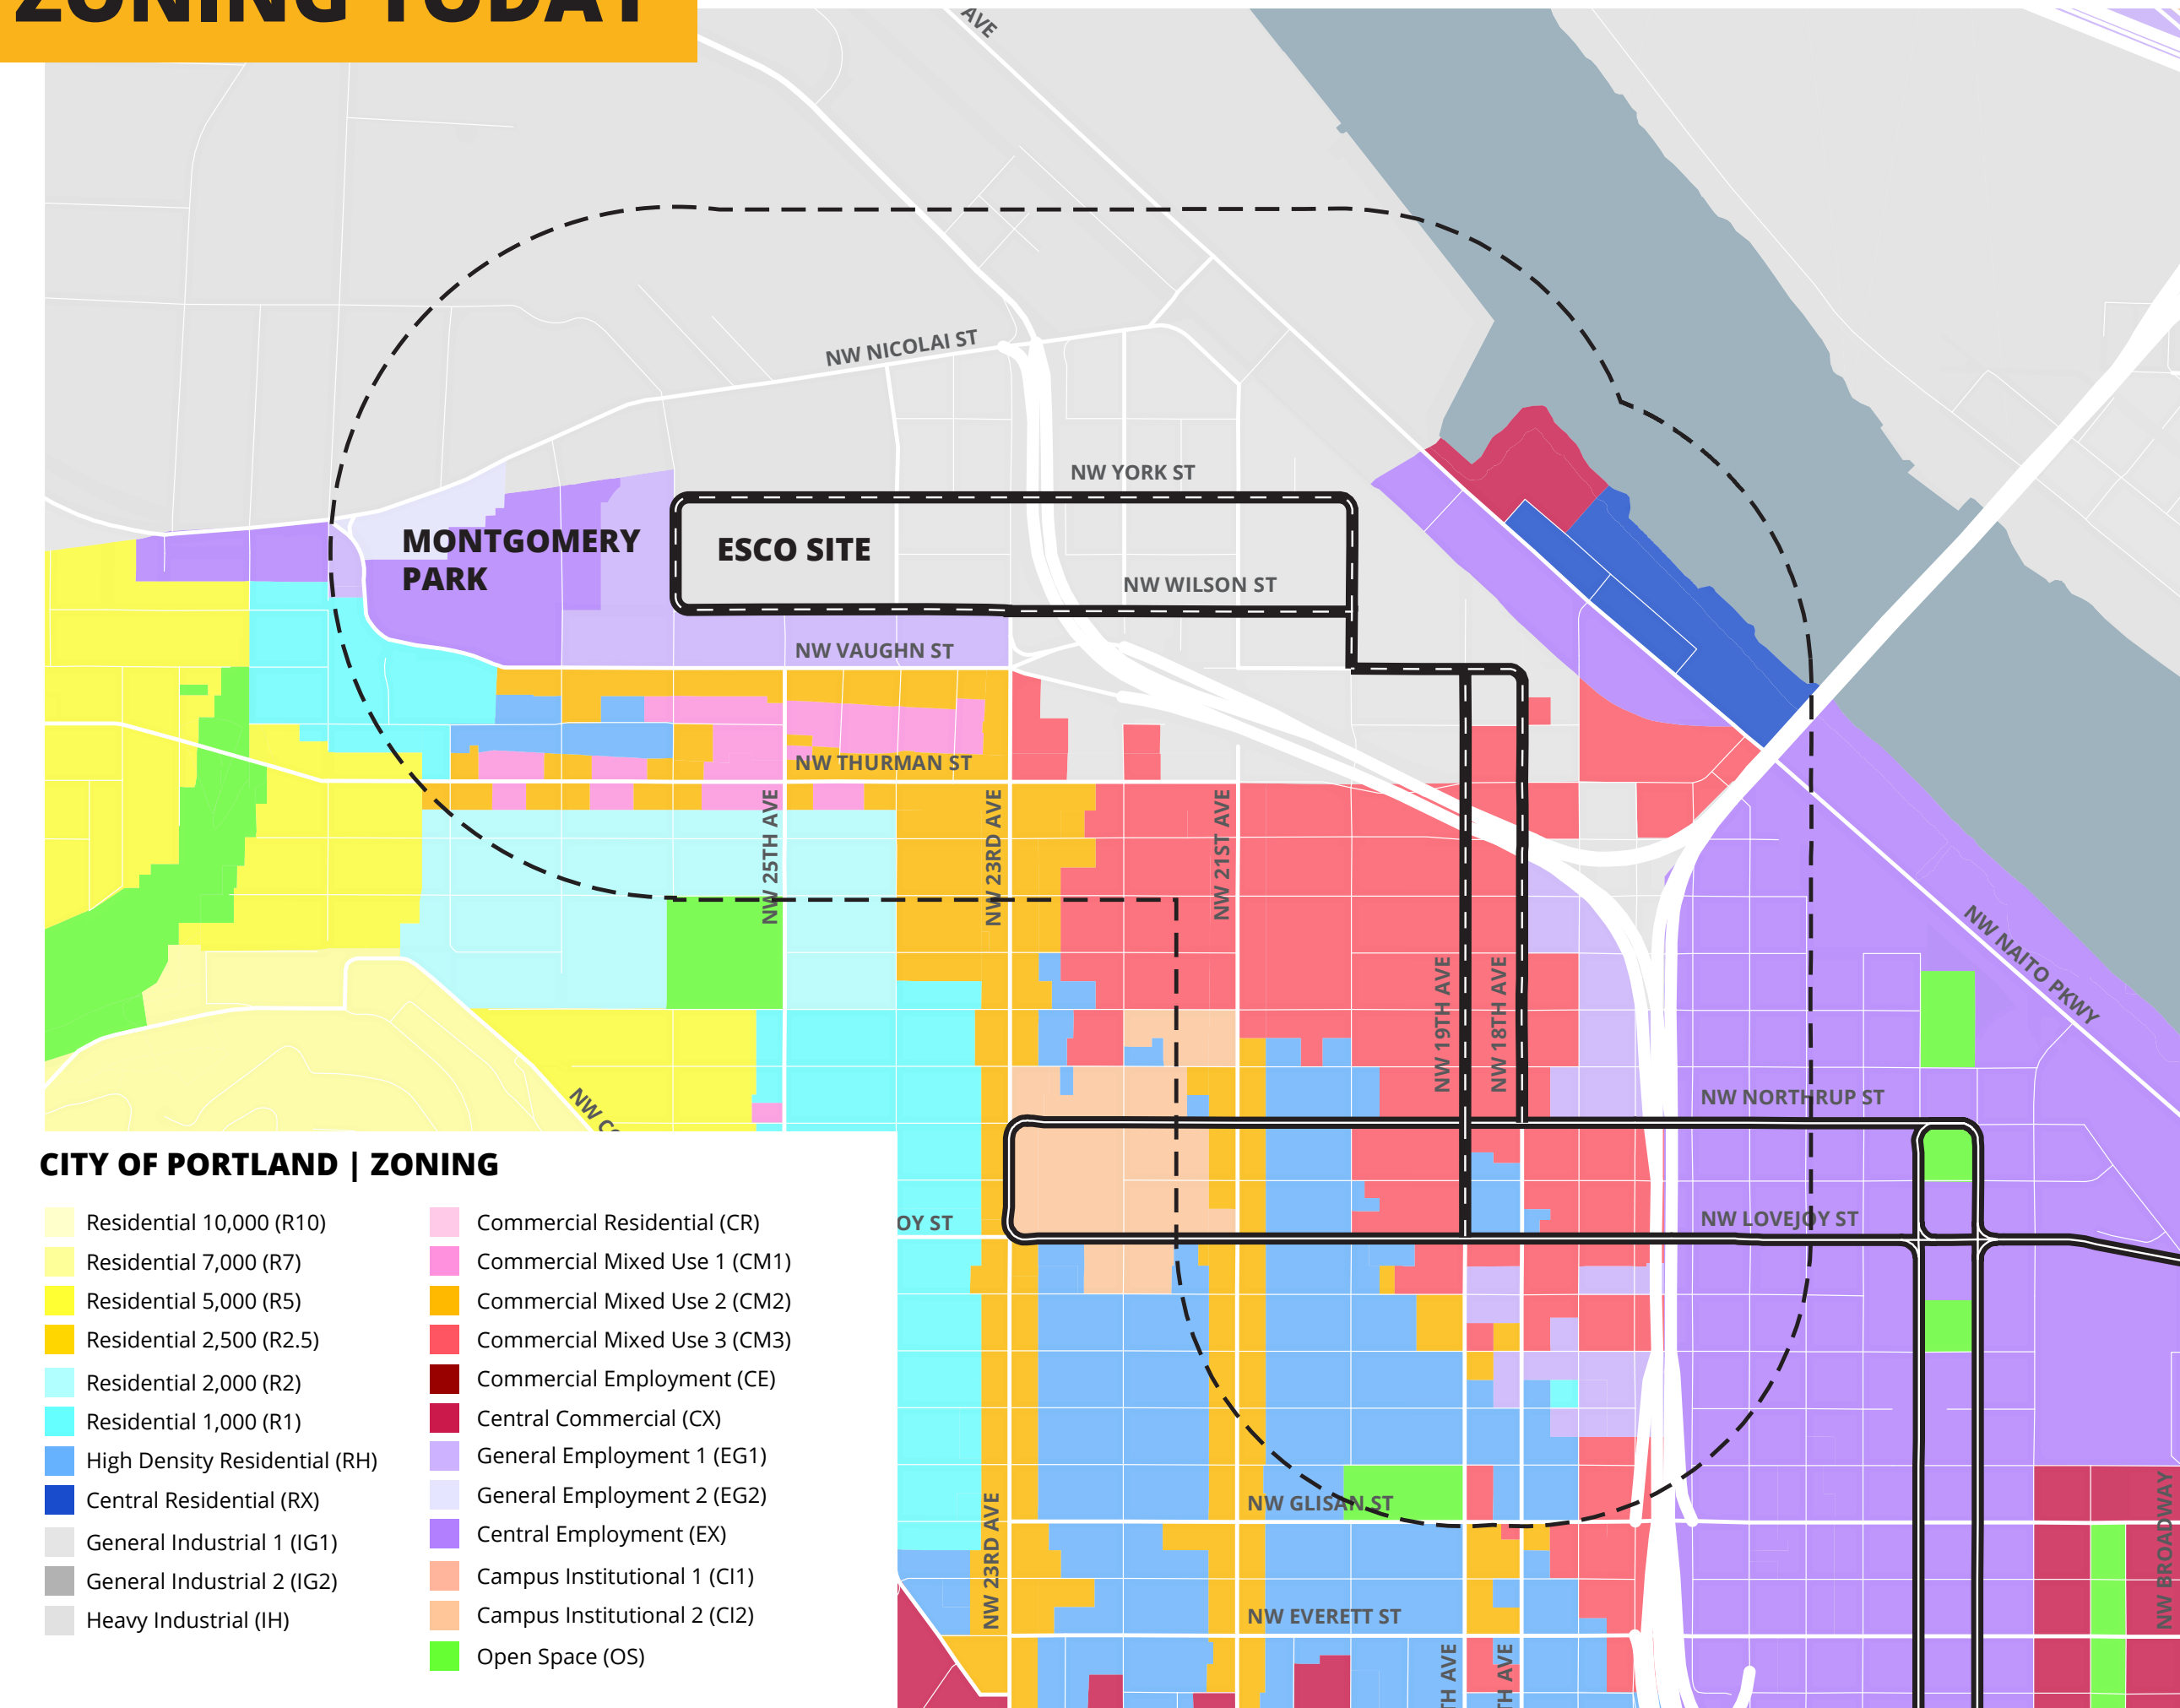 ZONING TODAY
AVE
NW NICOLAI ST
NW YORK ST
MONTGOMERY
PARK
ESCO SITE
NW WILSON ST
NW VAUGHN ST
NW THURMAN ST
NW 25TH AVE
NW 23RD AVE
NW 21ST AVE
NW 19TH AVE
NW 18TH AVE
NW NAITO PKWY
NW NORTHRUP ST
NW LOVEJOY ST
OY ST
NW GLISAN ST
NW 23RD AVE
NW EVERETT ST
TH AVE
TH AVE
NW BROADWAY
CITY OF PORTLAND | ZONING
Residential 10,000 (R10)
Residential 7,000 (R7)
Residential 5,000 (R5)
Residential 2,500 (R2.5)
Residential 2,000 (R2)
Residential 1,000 (R1)
High Density Residential (RH)
Central Residential (RX)
General Industrial 1 (IG1)
General Industrial 2 (IG2)
Heavy Industrial (IH)
Commercial Residential (CR)
Commercial Mixed Use 1 (CM1)
Commercial Mixed Use 2 (CM2)
Commercial Mixed Use 3 (CM3)
Commercial Employment (CE)
Central Commercial (CX)
General Employment 1 (EG1)
General Employment 2 (EG2)
Central Employment (EX)
Campus Institutional 1 (CI1)
Campus Institutional 2 (CI2)
Open Space (OS)